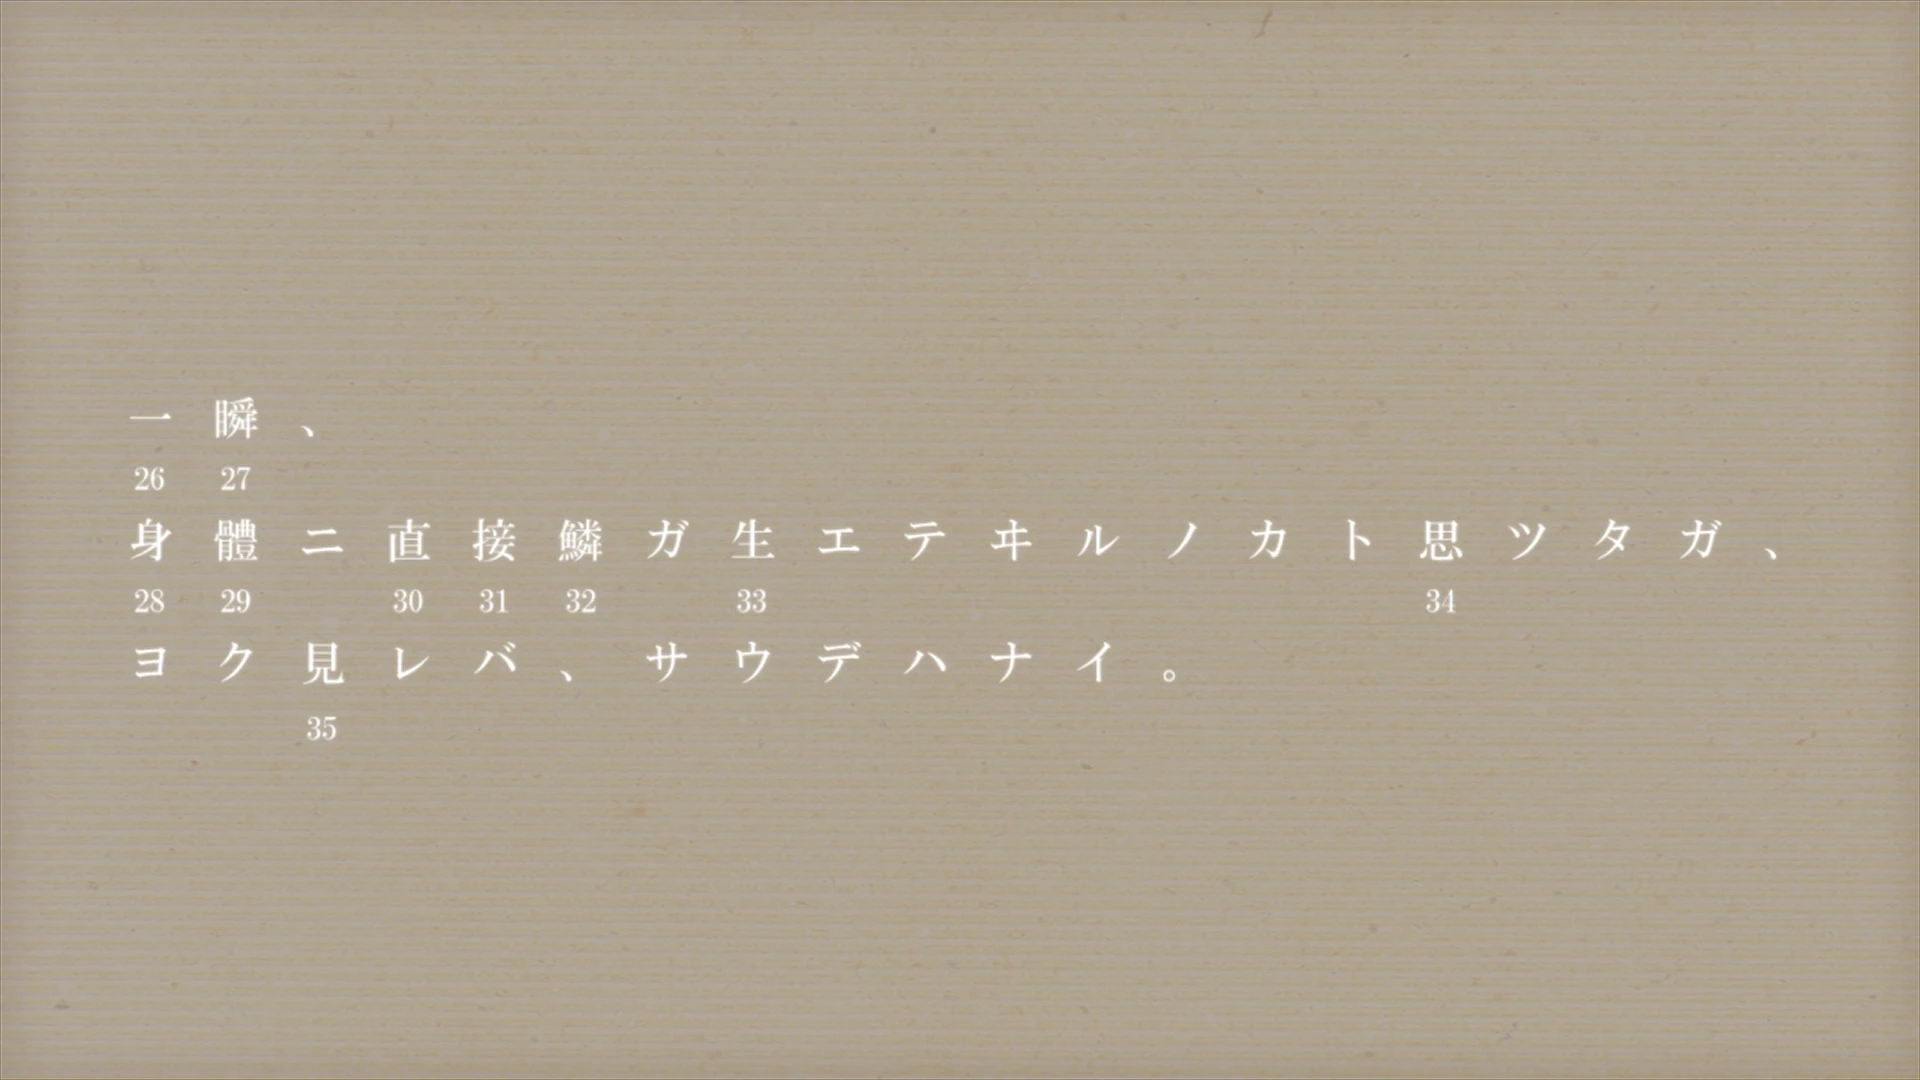 一瞬、
26 27
身體ニ直接鱗ガ生エテヰルノカト思ツタガ、
28 29 30 31 32 33 34
ヨク見レバ、サウデハナイ。
35